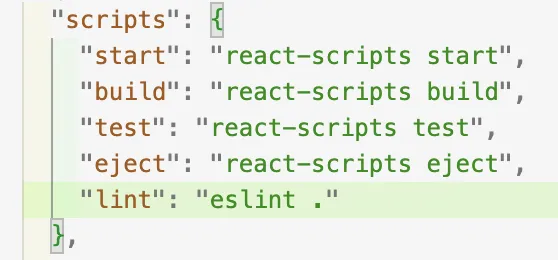 "scripts": {
"start": "react-scripts start",
"build": "react-scripts build",
"test": "react-scripts test",
"eject": "react-scripts eject",
"lint": "eslint ."
},